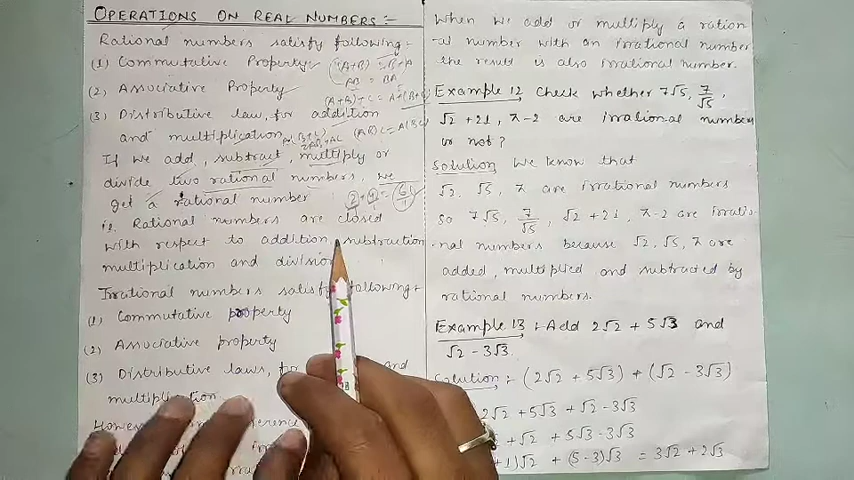 OPERATIONS ON REAL NUMBERS :-
Rational numbers satisfy following :-
(1) Commutative Property A+B = B+A
AB = BA
(2) Associative Property (A+B)+C = A+(B+C)
(3) Distributive law, for addition
and multiplication (AB)C = A(BC)
If we add, subtract, multiply or
divide two rational numbers, we
get a rational number
i.e. Rational numbers are closed
with respect to addition, subtraction
multiplication and division
Irrational numbers satisfy following :-
(1) Commutative property
(2) Associative property
(3) Distributive laws, for and
multiplication
When we add or multiply a ration
-al number with an irrational number
the result is also irrational number.
Example 12 Check whether 7√5, 7/√5,
√2 + 21, π-2 are irrational numbers
or not?
Solution We know that
√2, √5, π are irrational numbers
so 7√5, 7/√5, √2 + 21, π-2 are irratio-
-nal numbers because √2, √5, π are
added, multiplied and subtracted by
rational numbers.
Example 13 :- Add 2√2 + 5√3 and
√2 - 3√3
Solution :- (2√2 + 5√3) + (√2 - 3√3)
2√2 + 5√3 + √2 - 3√3
+ √2 + 5√3 - 3√3
+1)√2 + (5-3)√3 = 3√2 + 2√3